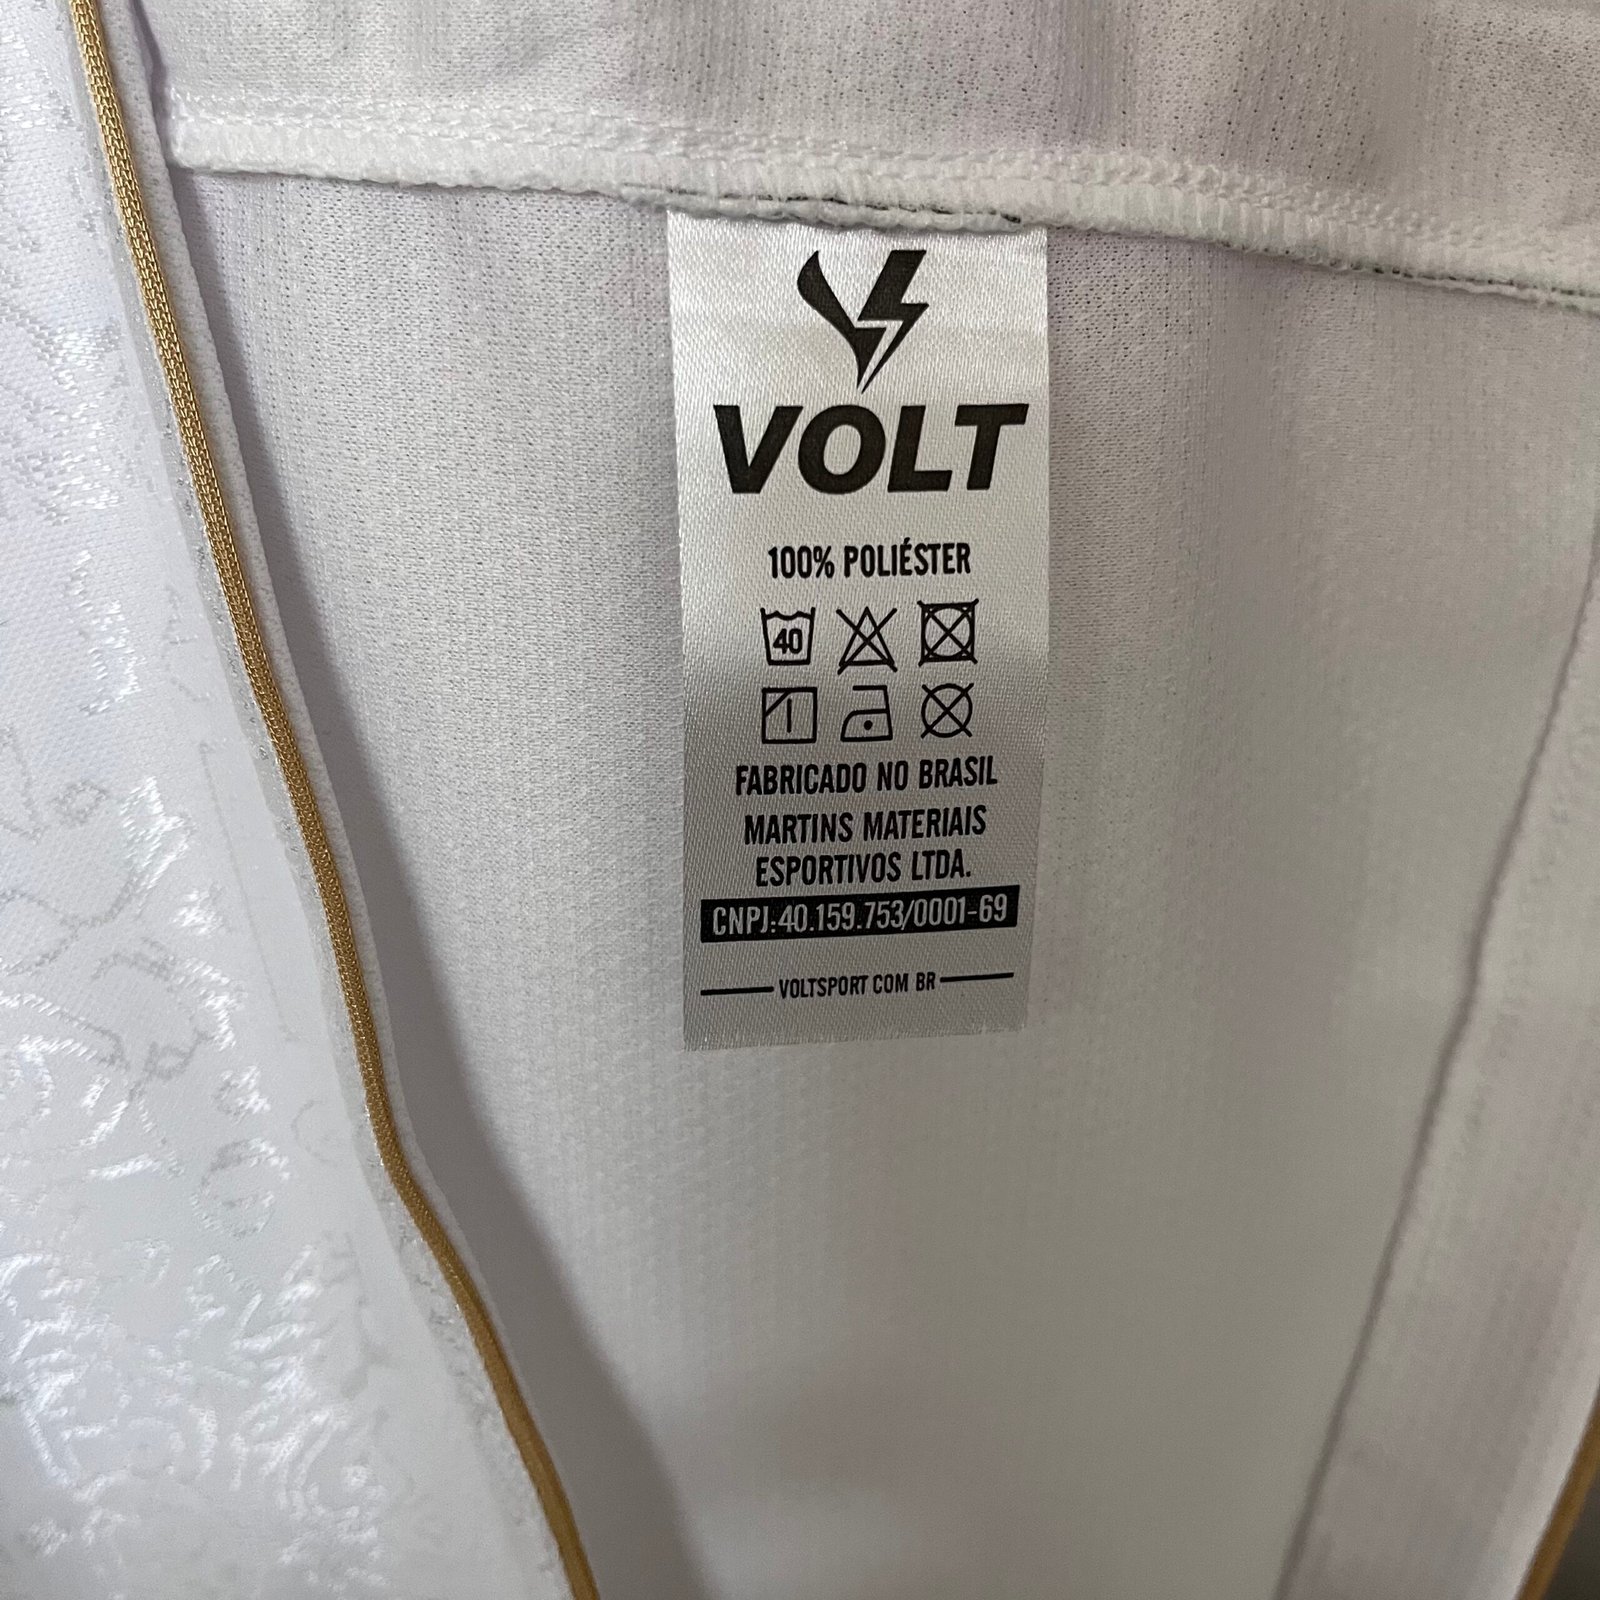 VOLT
100% POLIÉSTER
40
FABRICADO NO BRASIL
MARTINS MATERIAIS
ESPORTIVOS LTDA.
CNPJ:40.159.753/0001-69
VOLTSPORT COM BR